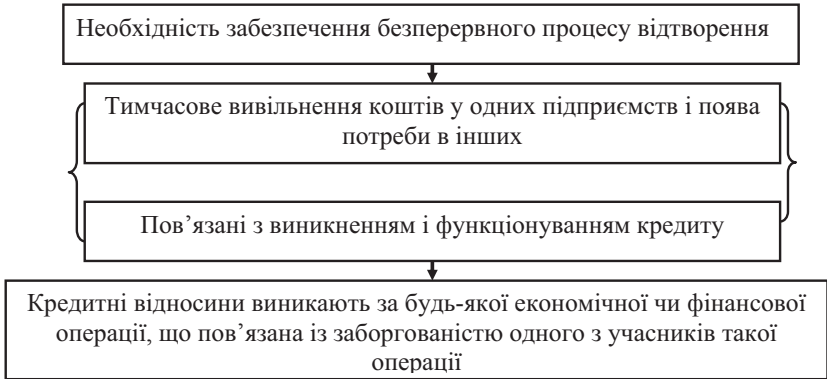 Необхідність забезпечення безперервного процесу відтворення
Тимчасове вивільнення коштів у одних підприємств і поява
потреби в інших
Пов’язані з виникненням і функціонуванням кредиту
Кредитні відносини виникають за будь-якої економічної чи фінансової
операції, що пов’язана із заборгованістю одного з учасників такої
операції